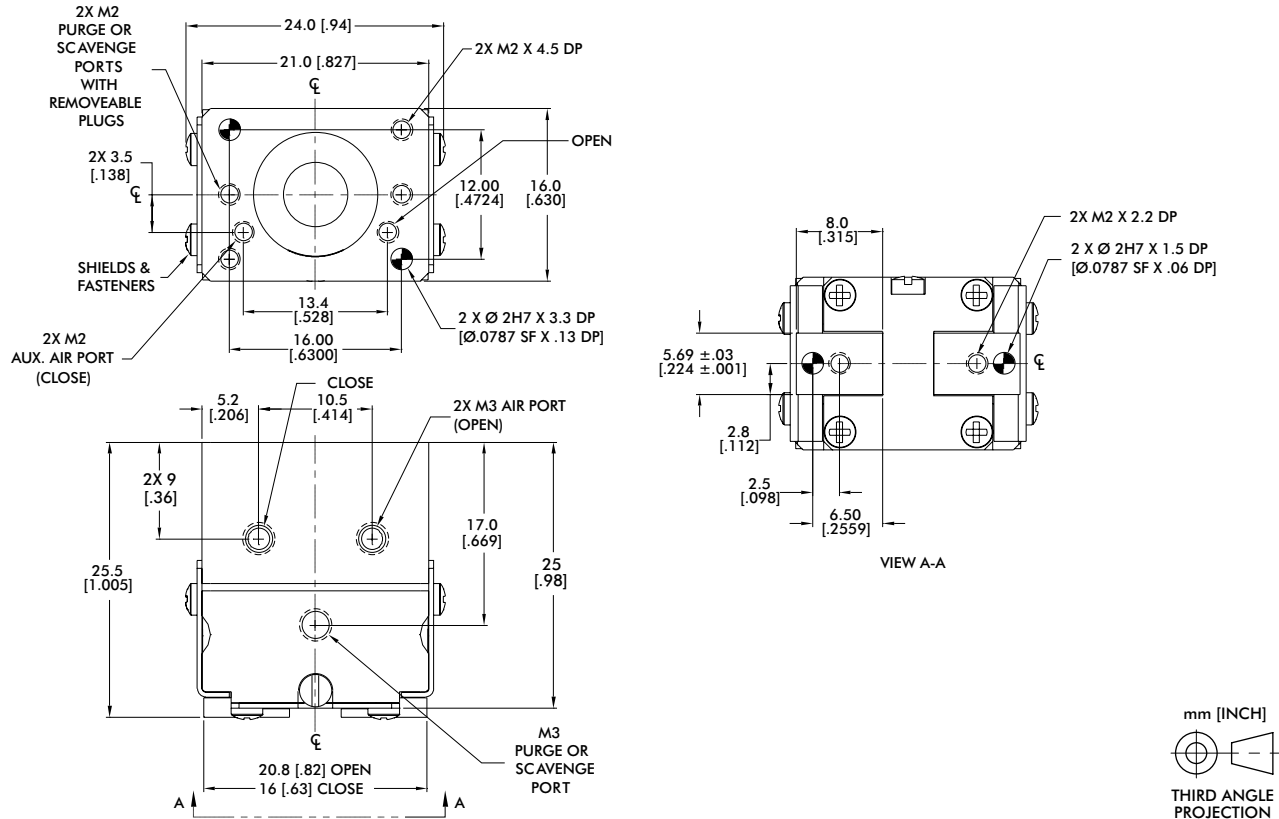 2X M2
PURGE OR
SCAVENGE
PORTS
WITH
REMOVEABLE
PLUGS
24.0 [.94]
21.0 [.827]
℄
2X M2 X 4.5 DP
OPEN
2X 3.5
[.138]
℄
12.00
[.4724]
16.0
[.630]
SHIELDS &
FASTENERS
13.4
[.528]
16.00
[.6300]
2 X Ø 2H7 X 3.3 DP
[Ø.0787 SF X .13 DP]
2X M2
AUX. AIR PORT
(CLOSE)
CLOSE
5.2
[.206]
10.5
[.414]
2X M3 AIR PORT
(OPEN)
2X 9
[.36]
17.0
[.669]
25.5
[1.005]
25
[.98]
℄
M3
PURGE OR
SCAVENGE
PORT
20.8 [.82] OPEN
16 [.63] CLOSE
A
A
8.0
[.315]
2X M2 X 2.2 DP
2 X Ø 2H7 X 1.5 DP
[Ø.0787 SF X .06 DP]
5.69 ±.03
[.224 ±.001]
℄
2.8
[.112]
2.5
[.098]
6.50
[.2559]
VIEW A-A
mm [INCH]
THIRD ANGLE
PROJECTION